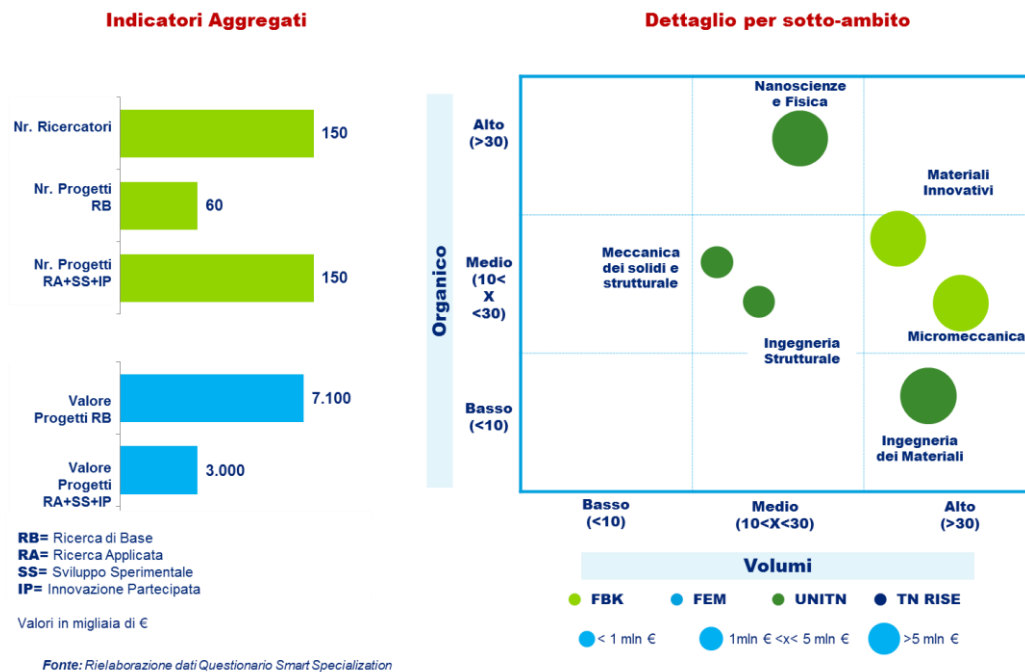 Indicatori Aggregati
Nr. Ricercatori
150
Nr. Progetti
RB
60
Nr. Progetti
RA+SS+IP
150
Valore
Progetti RB
7.100
Valore
Progetti
RA+SS+IP
3.000
RB= Ricerca di Base
RA= Ricerca Applicata
SS= Sviluppo Sperimentale
IP= Innovazione Partecipata
Valori in migliaia di €
Fonte: Rielaborazione dati Questionario Smart Specialization
Dettaglio per sotto-ambito
Organico
Alto
(>30)
Medio
(10<
X
<30)
Basso
(<10)
Nanoscienze
e Fisica
Materiali
Innovativi
Meccanica
dei solidi e
strutturale
Micromeccanica
Ingegneria
Strutturale
Ingegneria
dei Materiali
Basso
(<10)
Medio
(10<X<30)
Alto
(>30)
Volumi
FBK
FEM
UNITN
TN RISE
< 1 mln €
1mln € <x< 5 mln €
>5 mln €